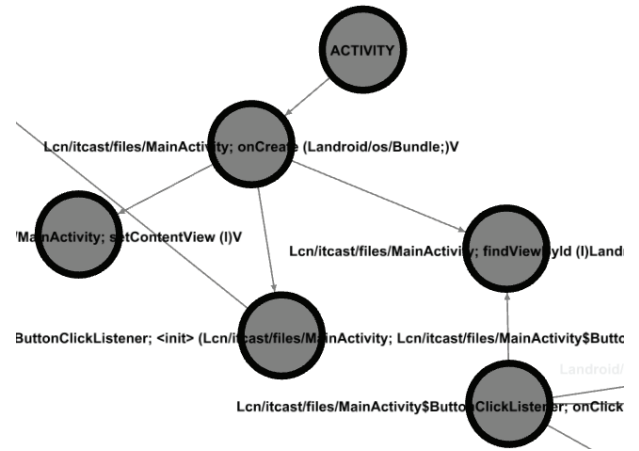 ACTIVITY
Lcn/itcast/files/MainActivity; onCreate (Landroid/os/Bundle;)V
/MainActivity; setContentView (I)V
Lcn/itcast/files/MainActivity; findViewById (I)Landr
ButtonClickListener; <init> (Lcn/itcast/files/MainActivity; Lcn/itcast/files/MainActivity$Butto
Landroid/
Lcn/itcast/files/MainActivity$ButtonClickListener; onClick